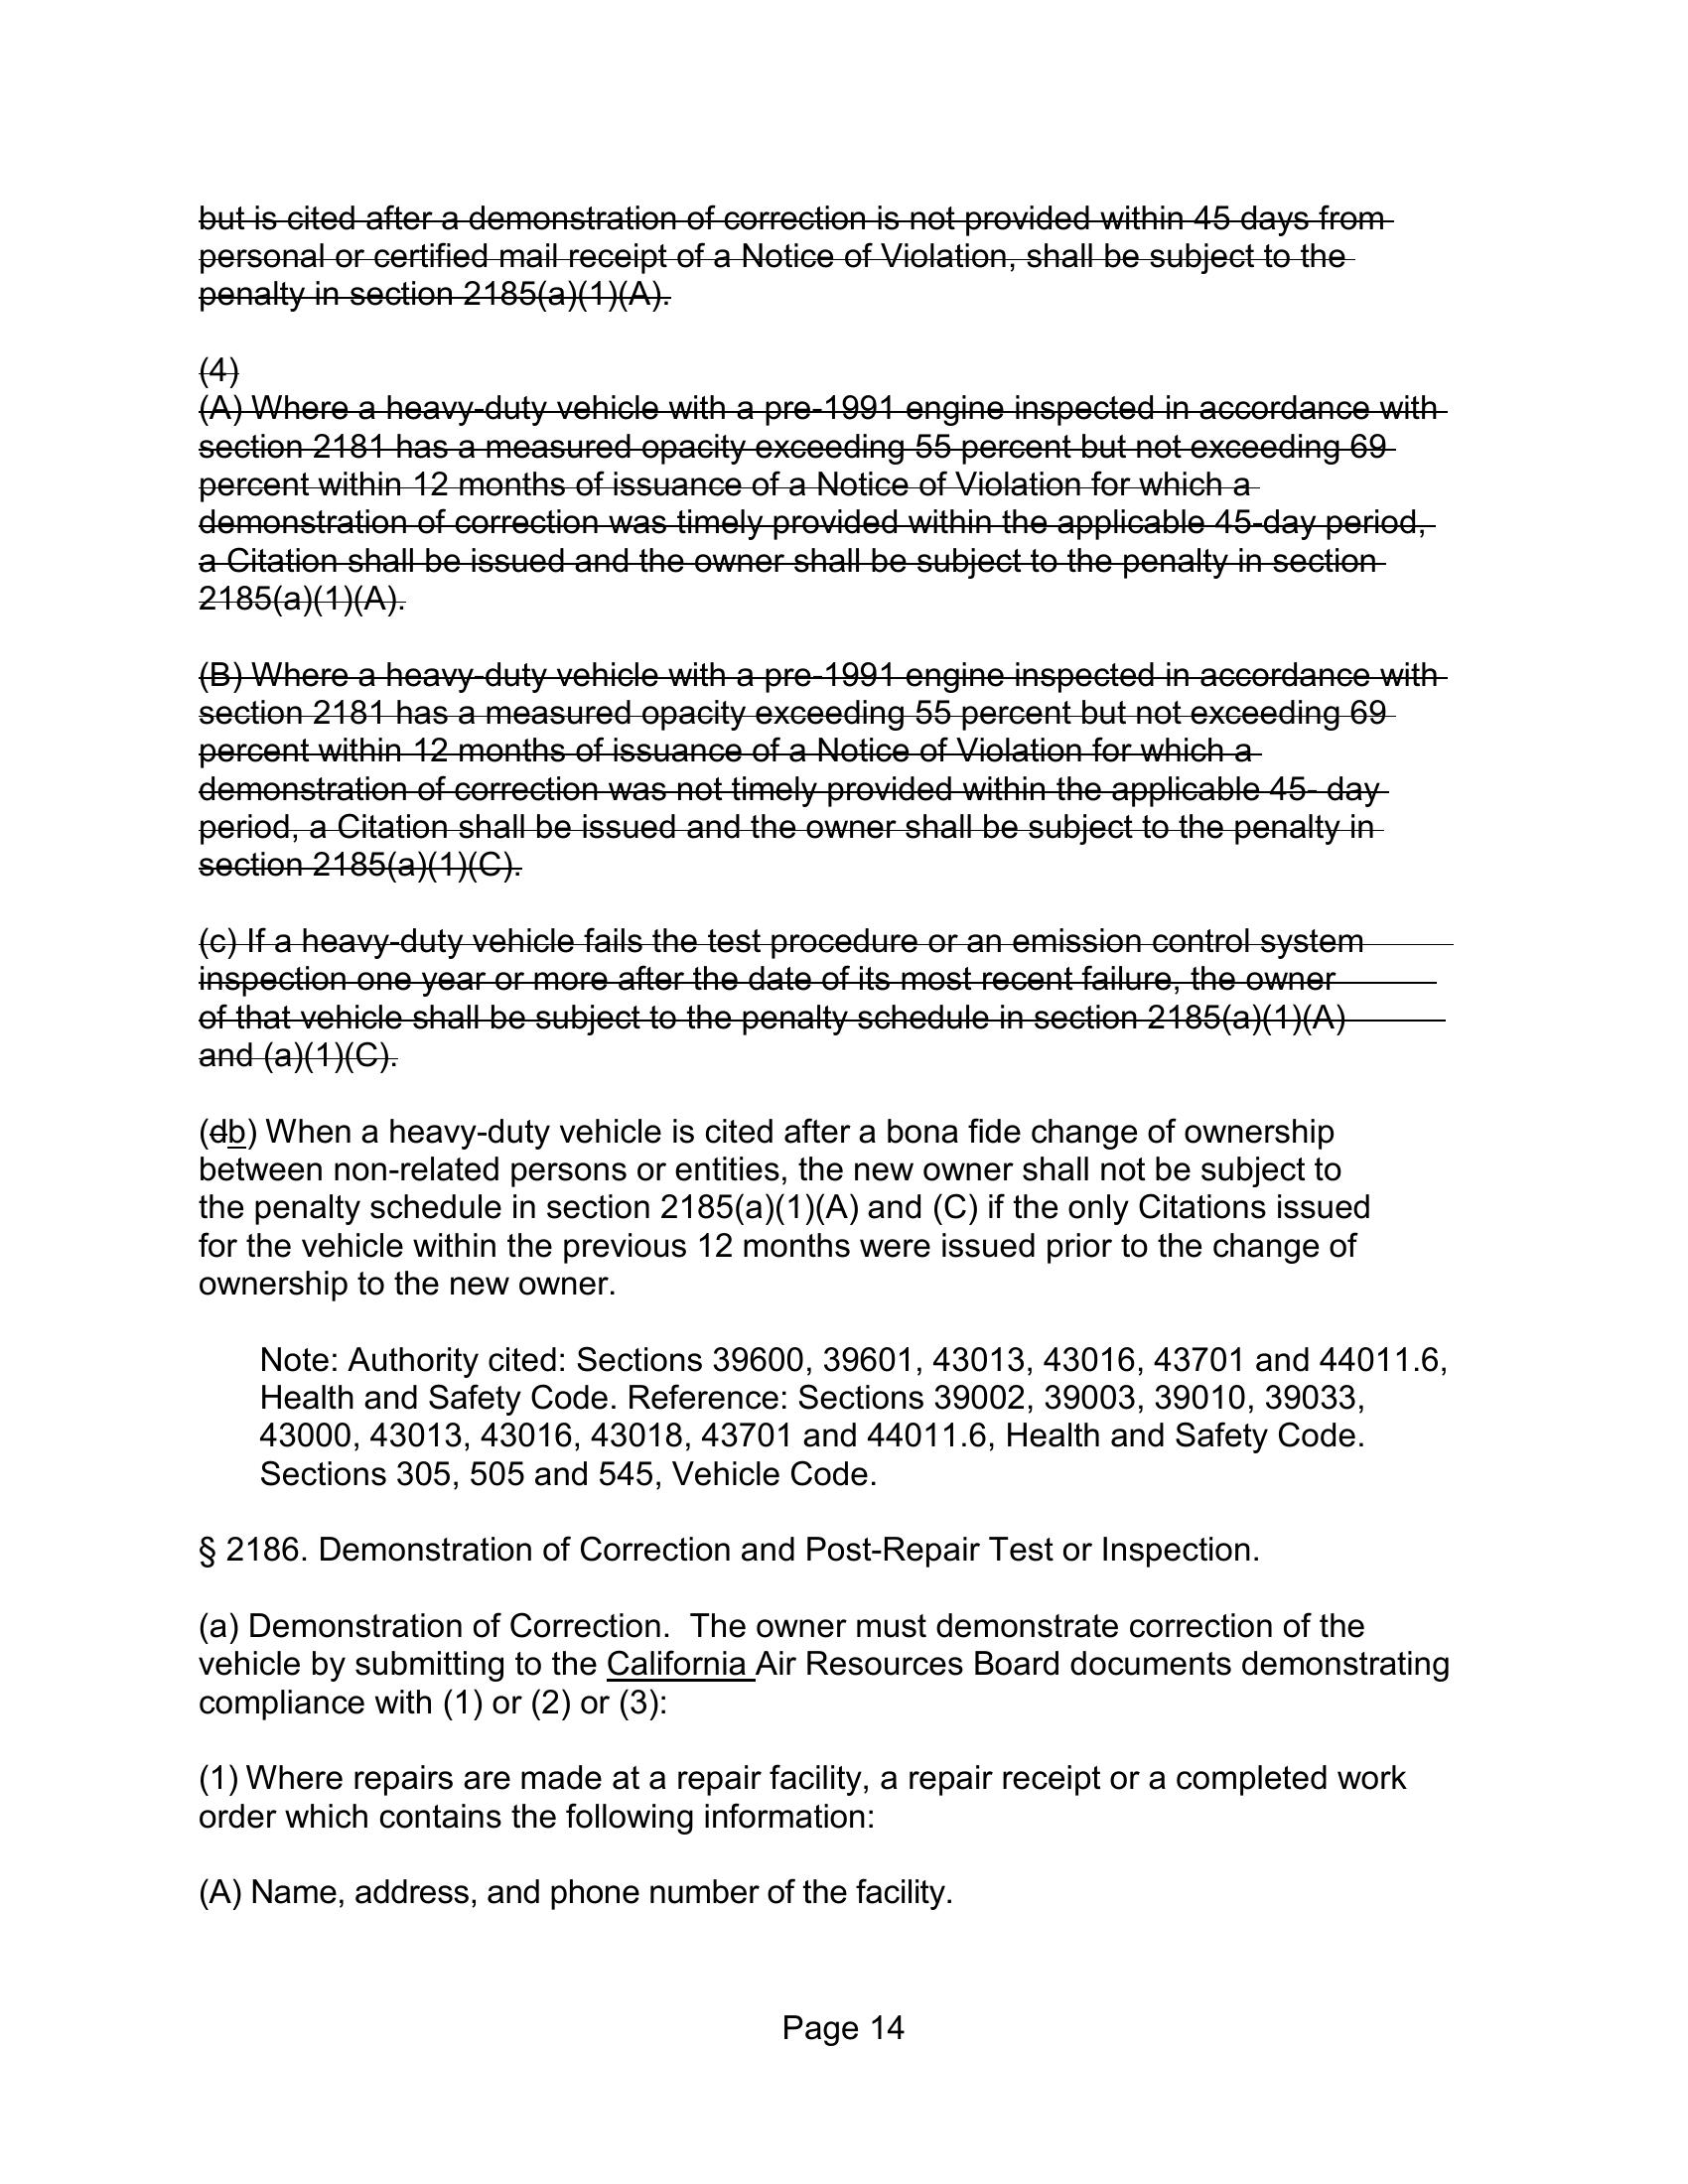 but is cited after a demonstration of correction is not provided within 45 days from
personal or certified mail receipt of a Notice of Violation, shall be subject to the
penalty in section 2185(a)(1)(A).
(4)
(A) Where a heavy-duty vehicle with a pre-1991 engine inspected in accordance with
section 2181 has a measured opacity exceeding 55 percent but not exceeding 69
percent within 12 months of issuance of a Notice of Violation for which a
demonstration of correction was timely provided within the applicable 45-day period,
a Citation shall be issued and the owner shall be subject to the penalty in section
2185(a)(1)(A).
(B) Where a heavy-duty vehicle with a pre-1991 engine inspected in accordance with
section 2181 has a measured opacity exceeding 55 percent but not exceeding 69
percent within 12 months of issuance of a Notice of Violation for which a
demonstration of correction was not timely provided within the applicable 45- day
period, a Citation shall be issued and the owner shall be subject to the penalty in
section 2185(a)(1)(C).
(c) If a heavy-duty vehicle fails the test procedure or an emission control system
inspection one year or more after the date of its most recent failure, the owner
of that vehicle shall be subject to the penalty schedule in section 2185(a)(1)(A)
and (a)(1)(C).
(db) When a heavy-duty vehicle is cited after a bona fide change of ownership
between non-related persons or entities, the new owner shall not be subject to
the penalty schedule in section 2185(a)(1)(A) and (C) if the only Citations issued
for the vehicle within the previous 12 months were issued prior to the change of
ownership to the new owner.
Note: Authority cited: Sections 39600, 39601, 43013, 43016, 43701 and 44011.6,
Health and Safety Code. Reference: Sections 39002, 39003, 39010, 39033,
43000, 43013, 43016, 43018, 43701 and 44011.6, Health and Safety Code.
Sections 305, 505 and 545, Vehicle Code.
§ 2186. Demonstration of Correction and Post-Repair Test or Inspection.
(a) Demonstration of Correction. The owner must demonstrate correction of the
vehicle by submitting to the California Air Resources Board documents demonstrating
compliance with (1) or (2) or (3):
(1) Where repairs are made at a repair facility, a repair receipt or a completed work
order which contains the following information:
(A) Name, address, and phone number of the facility.
Page 14